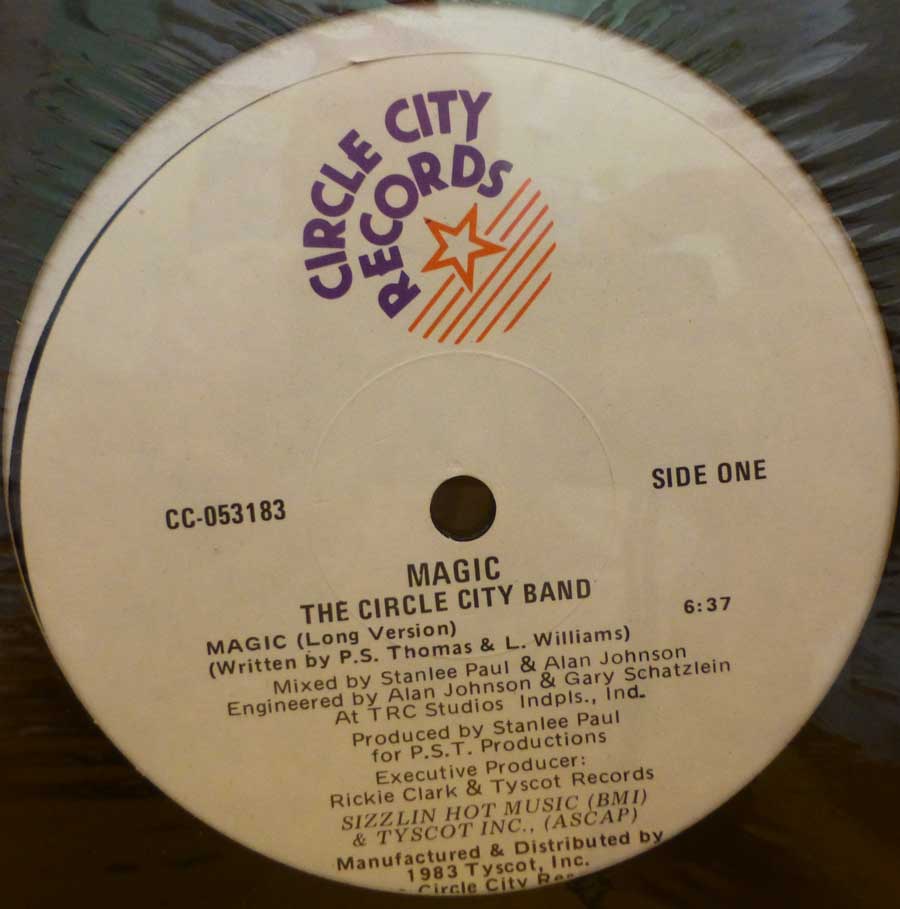 CIRCLE CITY
RECORDS
CC-053183
SIDE ONE
MAGIC
THE CIRCLE CITY BAND
6:37
MAGIC (Long Version)
(Written by P.S. Thomas & L. Williams)
Mixed by Stanlee Paul & Alan Johnson
Engineered by Alan Johnson & Gary Schatzlein
At TRC Studios Indpls., Ind.
Produced by Stanlee Paul
for P.S.T. Productions
Executive Producer:
Rickie Clark & Tyscot Records
SIZZLIN HOT MUSIC (BMI)
& TYSCOT INC., (ASCAP)
Manufactured & Distributed by
1983 Tyscot, Inc.
Circle City